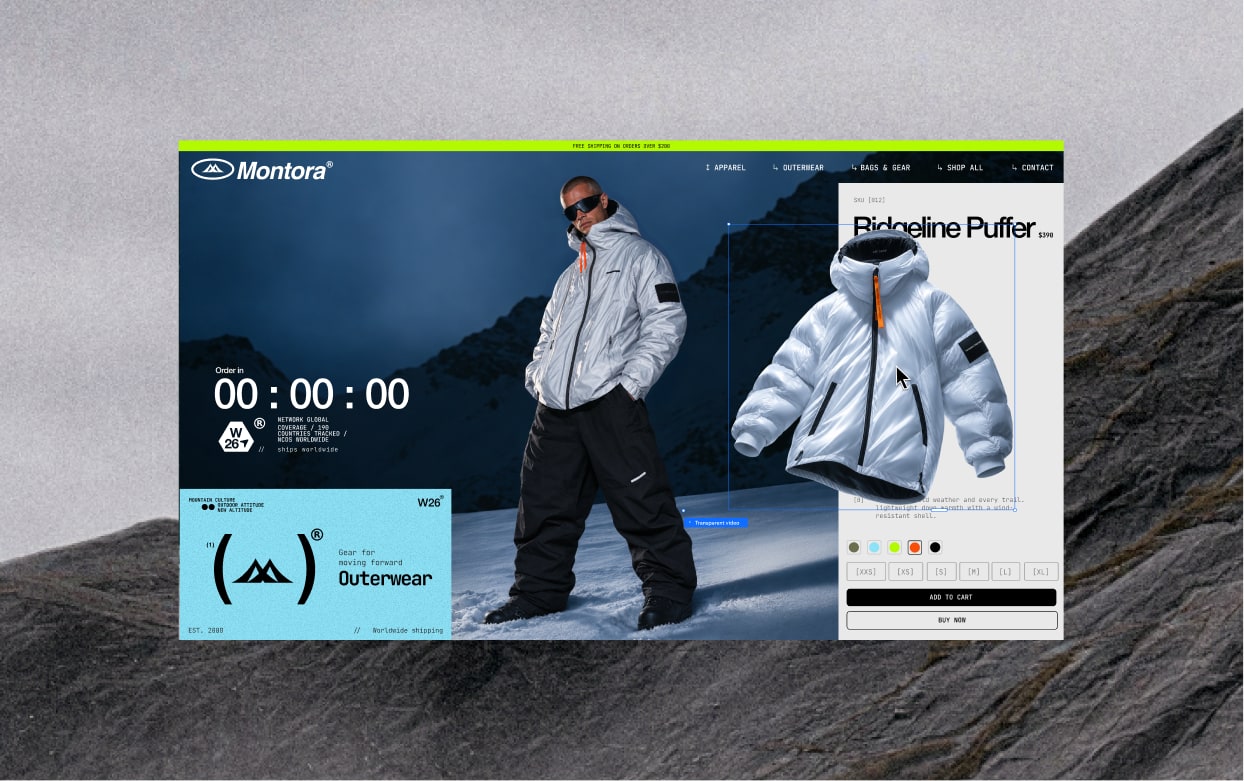 FREE SHIPPING ON ORDERS OVER $200
Montora®
APPAREL
OUTERWEAR
BAGS & GEAR
SHOP ALL
CONTACT
SKU [012]
Ridgeline Puffer
$390
Order in
00 : 00 : 00
W
26
®
NETWORK GLOBAL
COVERAGE / 190
COUNTRIES TRACKED /
NCDS WORLDWIDE
// ships worldwide
MOUNTAIN CULTURE
OUTDOOR ATTITUDE
NEW ALTITUDE
W26®
(1)
( ) ®
Gear for
moving forward
Outerwear
// Worldwide shipping
Transparent video
weather and every trail.
lightweight down warmth with a wind-
resistant shell.
[XXS]
[XS]
[S]
[M]
[L]
[XL]
ADD TO CART
BUY NOW